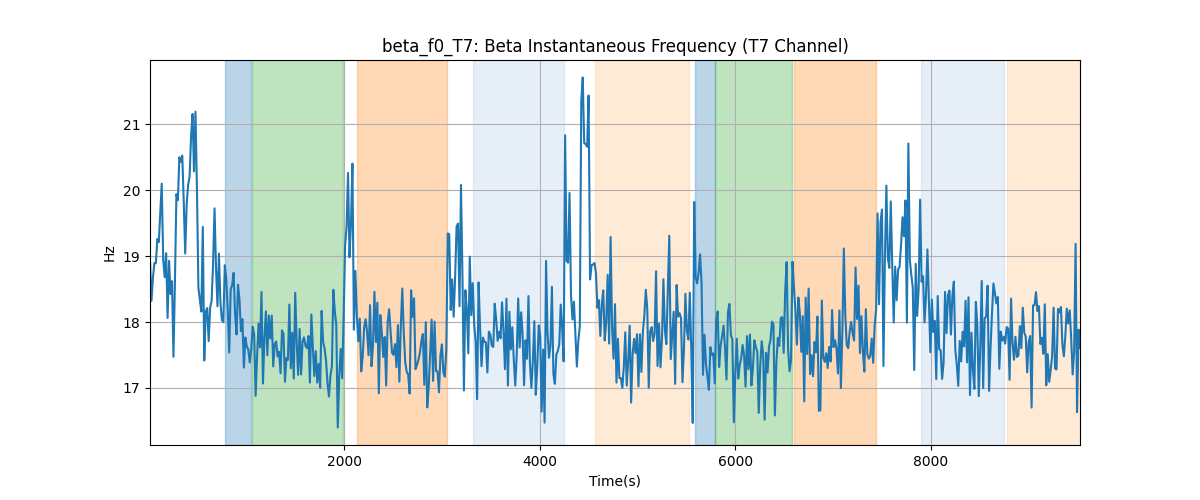 beta_f0_T7: Beta Instantaneous Frequency (T7 Channel)
21
20
19
18
17
Hz
2000 4000 6000 8000
Time(s)